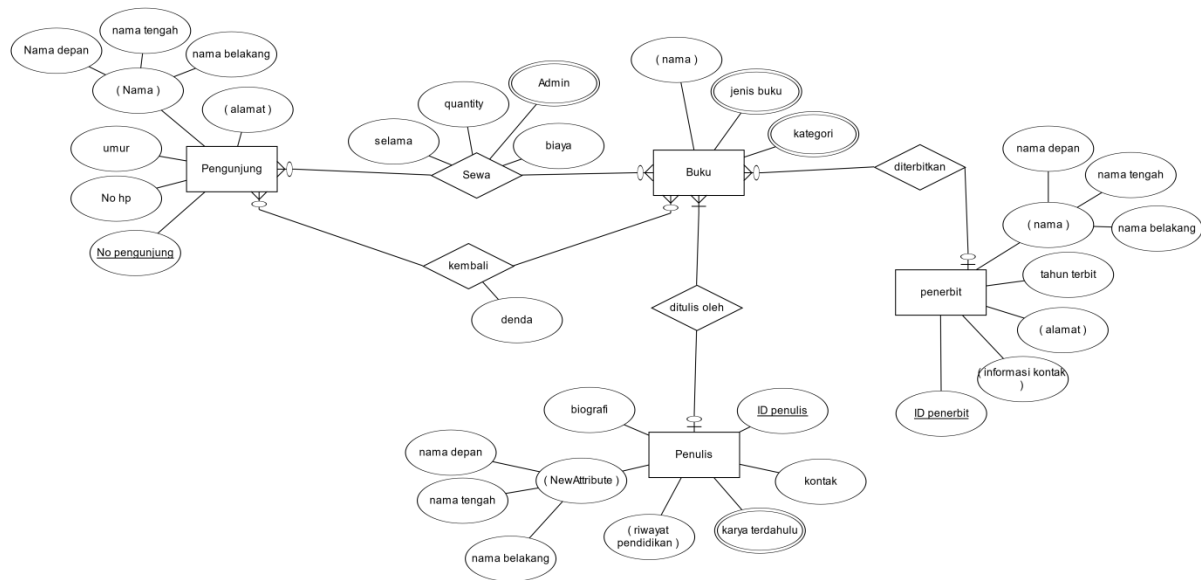 nama tengah
Nama depan
nama belakang
( Nama )
( alamat )
umur
Pengunjung
No hp
No pengunjung
quantity
Admin
selama
biaya
Sewa
kembali
denda
( nama )
jenis buku
kategori
Buku
diterbitkan
ditulis oleh
nama depan
nama tengah
( nama )
nama belakang
penerbit
tahun terbit
( alamat )
( informasi kontak
)
ID penerbit
biografi
ID penulis
Penulis
nama depan
( NewAttribute )
nama tengah
kontak
nama belakang
( riwayat
pendidikan )
karya terdahulu